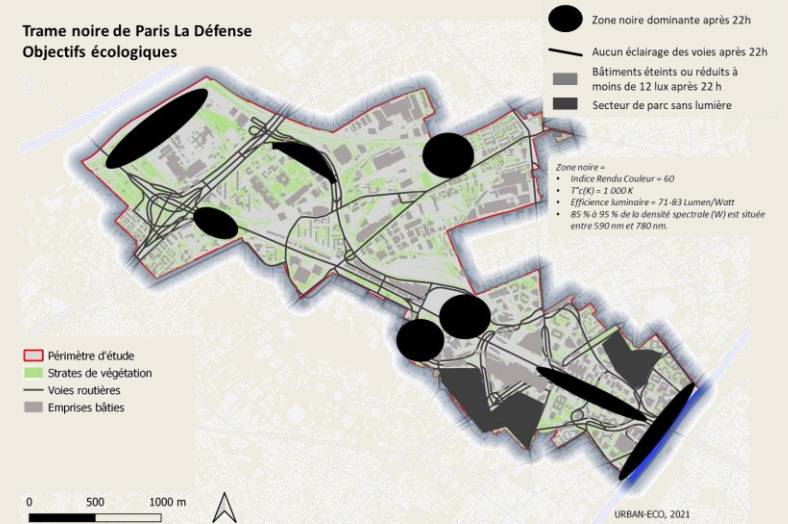 Trame noire de Paris La Défense
Objectifs écologiques
Zone noire dominante après 22h
Aucun éclairage des voies après 22h
Bâtiments éteints ou réduits à
moins de 12 lux après 22 h
Secteur de parc sans lumière
Zone noire =
• Indice Rendu Couleur = 60
• T°c(K) = 1 000 K
• Efficience luminaire = 71-83 Lumen/Watt
• 85 % à 95 % de la densité spectrale (W) est située
entre 590 nm et 780 nm.
Périmètre d'étude
Strates de végétation
Voies routières
Emprises bâties
0 500 1000 m
URBAN-ECO, 2021